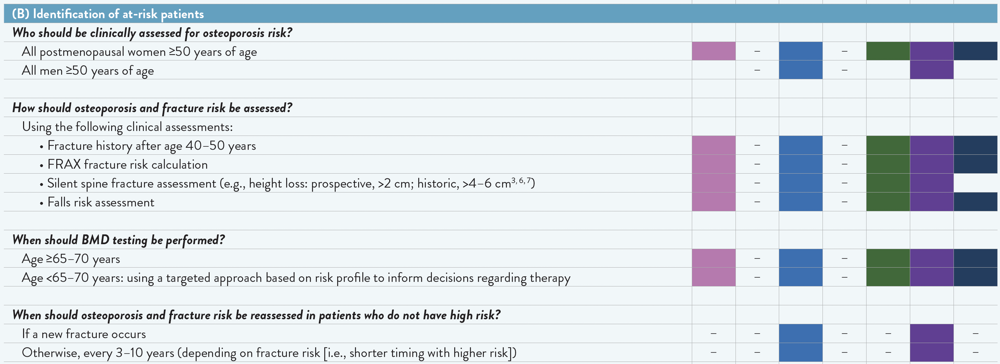 (B) Identification of at-risk patients
Who should be clinically assessed for osteoporosis risk?
All postmenopausal women ≥50 years of age – –
All men ≥50 years of age – –
How should osteoporosis and fracture risk be assessed?
Using the following clinical assessments:
• Fracture history after age 40–50 years – –
• FRAX fracture risk calculation – –
• Silent spine fracture assessment (e.g., height loss: prospective, >2 cm; historic, >4–6 cm3, 6, 7) – –
• Falls risk assessment – –
When should BMD testing be performed?
Age ≥65–70 years – –
Age <65–70 years: using a targeted approach based on risk profile to inform decisions regarding therapy – –
When should osteoporosis and fracture risk be reassessed in patients who do not have high risk?
If a new fracture occurs – – – – –
Otherwise, every 3–10 years (depending on fracture risk [i.e., shorter timing with higher risk]) – – – – –